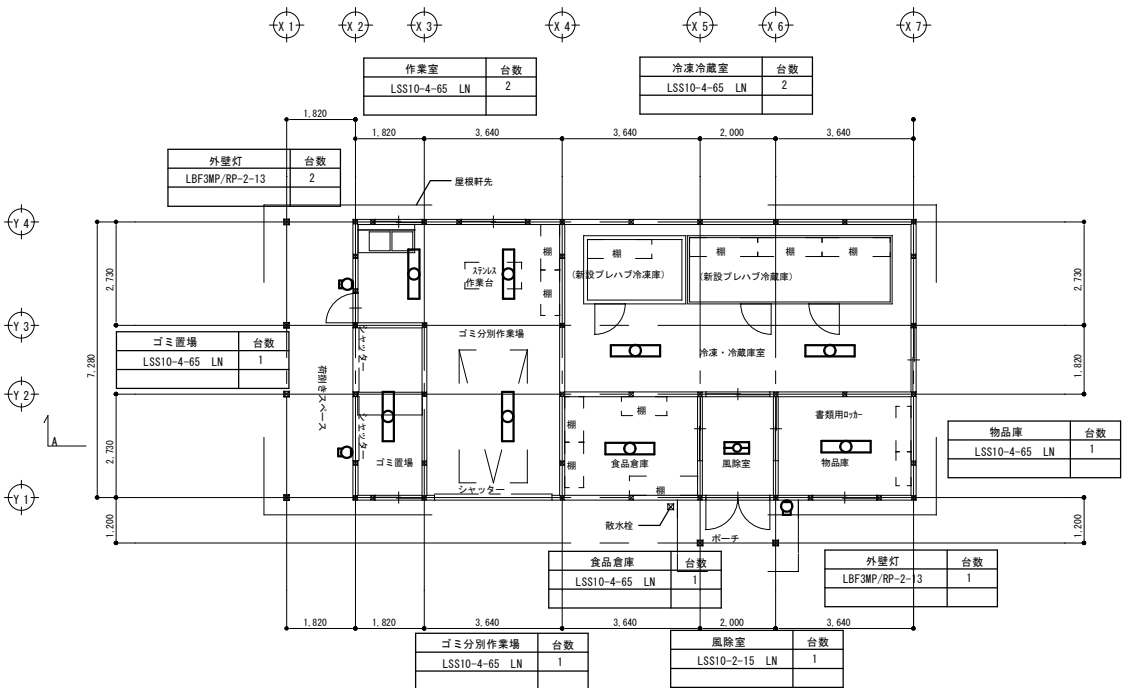 X1 X2 X3 X4 X5 X6 X7
作業室 台数
LSS10-4-65 LN 2
冷凍冷蔵室 台数
LSS10-4-65 LN 2
1,820
1,820 3,640 3,640 2,000 3,640
外壁灯 台数
LBF3MP/RP-2-13 2
屋根軒先
Y4
棚
ステンレス
作業台
棚
棚
(新設プレハブ冷凍庫)
棚 棚 棚
(新設プレハブ冷蔵庫)
2,730
2,730
Y3
7,280
ゴミ置場 台数
LSS10-4-65 LN 1
シャッター
ゴミ分別作業場
冷凍・冷蔵庫室
1,820
荷捌きスペース
Y2
A
シャッター
2,730
ゴミ置場
シャッター
棚
棚
棚
食品倉庫
棚
風除室
書類用ロッカー
物品庫
物品庫 台数
LSS10-4-65 LN 1
2,730
Y1
1,200
散水栓
ポーチ
1,200
食品倉庫 台数
LSS10-4-65 LN 1
外壁灯 台数
LBF3MP/RP-2-13 1
1,820 1,820 3,640 3,640 2,000 3,640
ゴミ分別作業場 台数
LSS10-4-65 LN 1
風除室 台数
LSS10-2-15 LN 1